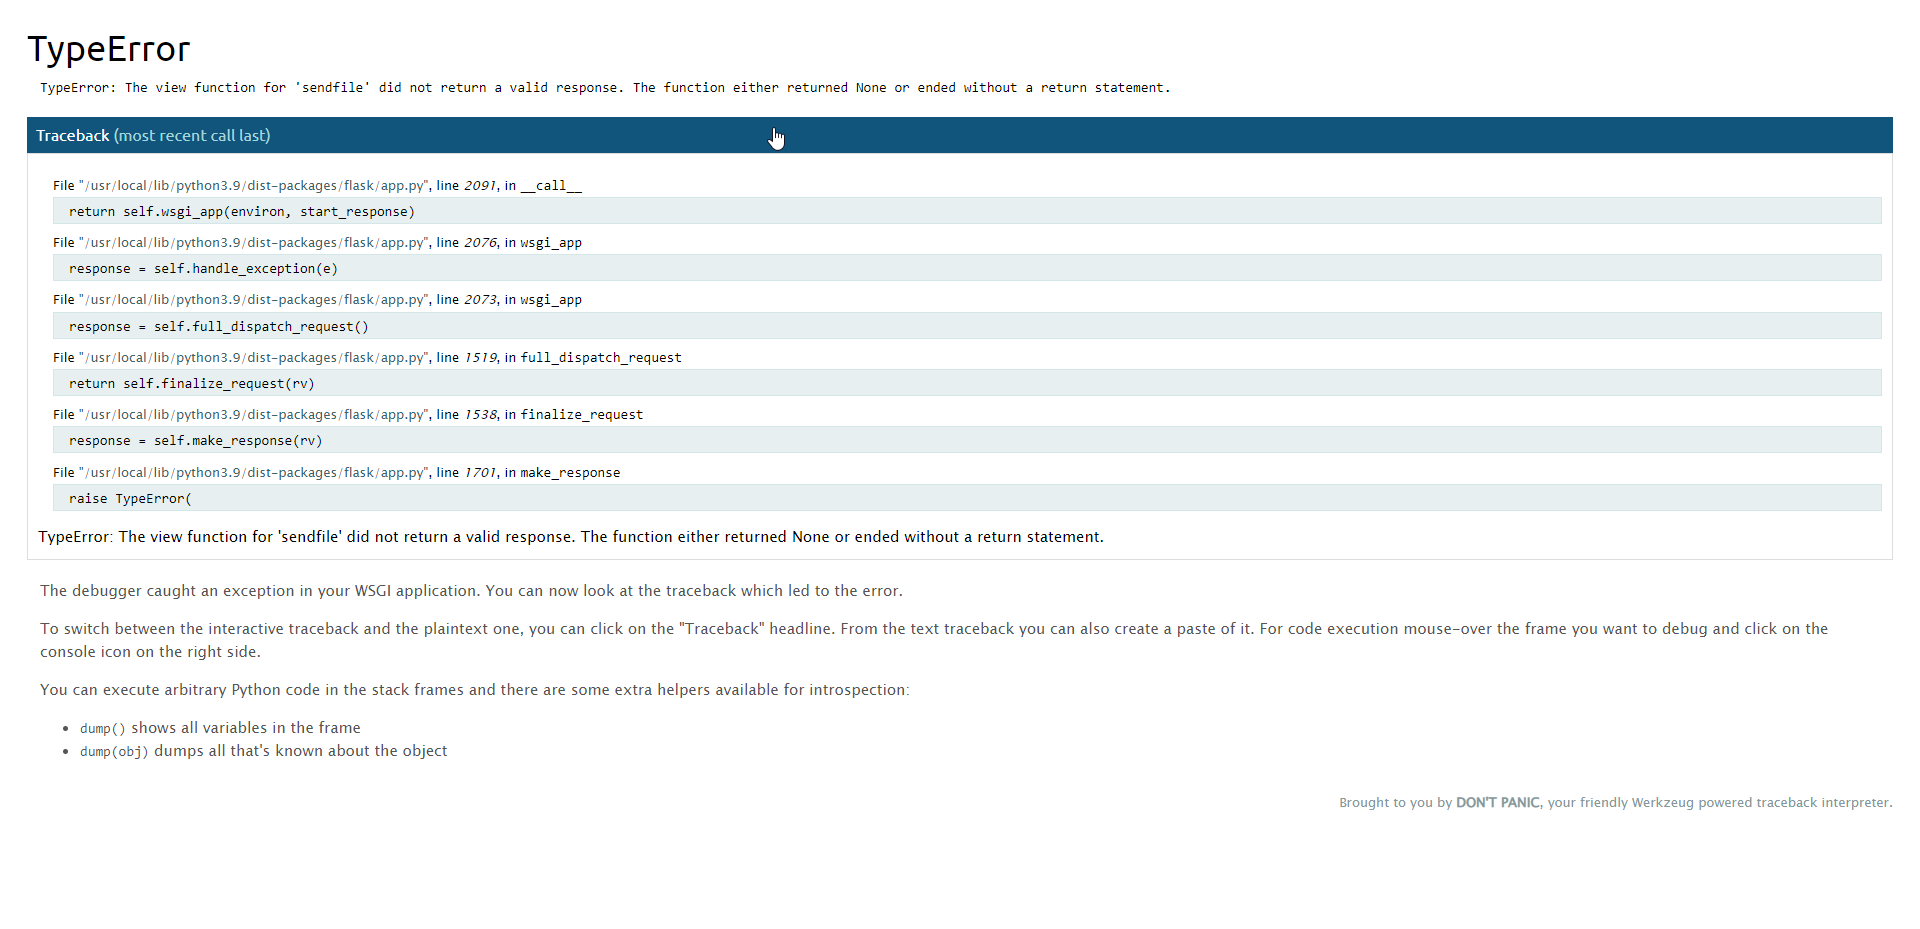 TypeError
TypeError: The view function for 'sendfile' did not return a valid response. The function either returned None or ended without a return statement.
Traceback (most recent call last)
File "/usr/local/lib/python3.9/dist-packages/flask/app.py", line 2091, in __call__
return self.wsgi_app(environ, start_response)
File "/usr/local/lib/python3.9/dist-packages/flask/app.py", line 2076, in wsgi_app
response = self.handle_exception(e)
File "/usr/local/lib/python3.9/dist-packages/flask/app.py", line 2073, in wsgi_app
response = self.full_dispatch_request()
File "/usr/local/lib/python3.9/dist-packages/flask/app.py", line 1519, in full_dispatch_request
return self.finalize_request(rv)
File "/usr/local/lib/python3.9/dist-packages/flask/app.py", line 1538, in finalize_request
response = self.make_response(rv)
File "/usr/local/lib/python3.9/dist-packages/flask/app.py", line 1701, in make_response
raise TypeError(
TypeError: The view function for 'sendfile' did not return a valid response. The function either returned None or ended without a return statement.
The debugger caught an exception in your WSGI application. You can now look at the traceback which led to the error.
To switch between the interactive traceback and the plaintext one, you can click on the "Traceback" headline. From the text traceback you can also create a paste of it. For code execution mouse-over the frame you want to debug and click on the
console icon on the right side.
You can execute arbitrary Python code in the stack frames and there are some extra helpers available for introspection:
• dump() shows all variables in the frame
• dump(obj) dumps all that's known about the object
Brought to you by DON'T PANIC, your friendly Werkzeug powered traceback interpreter.